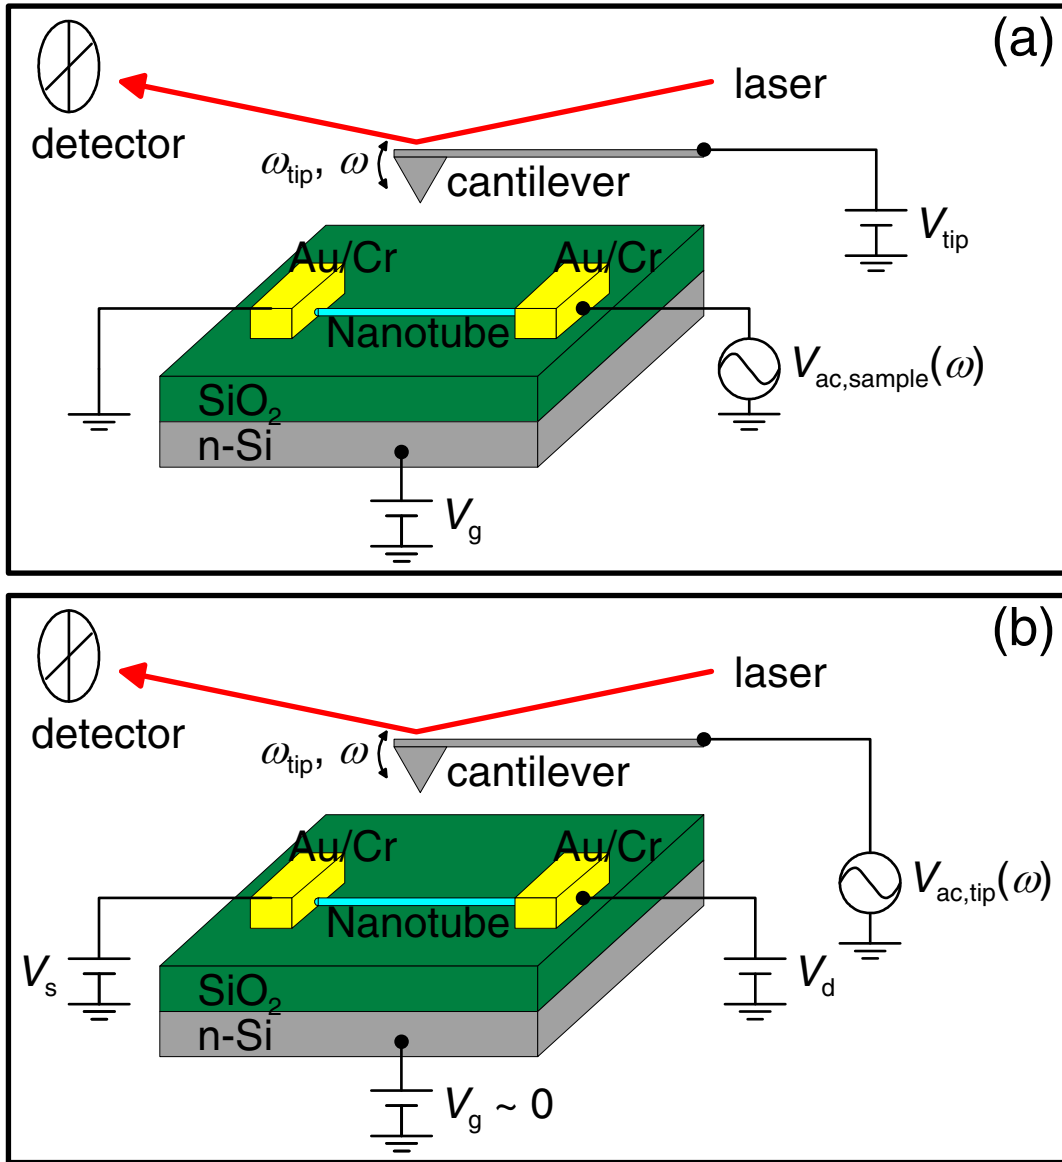 (a)
laser
detector
ω_tip, ω
cantilever
V_tip
Au/Cr Au/Cr
Nanotube
V_ac,sample(ω)
SiO₂
n-Si
V_g
(b)
laser
detector
ω_tip, ω
cantilever
Au/Cr Au/Cr
V_ac,tip(ω)
Nanotube
V_s
V_d
SiO₂
n-Si
V_g ~ 0